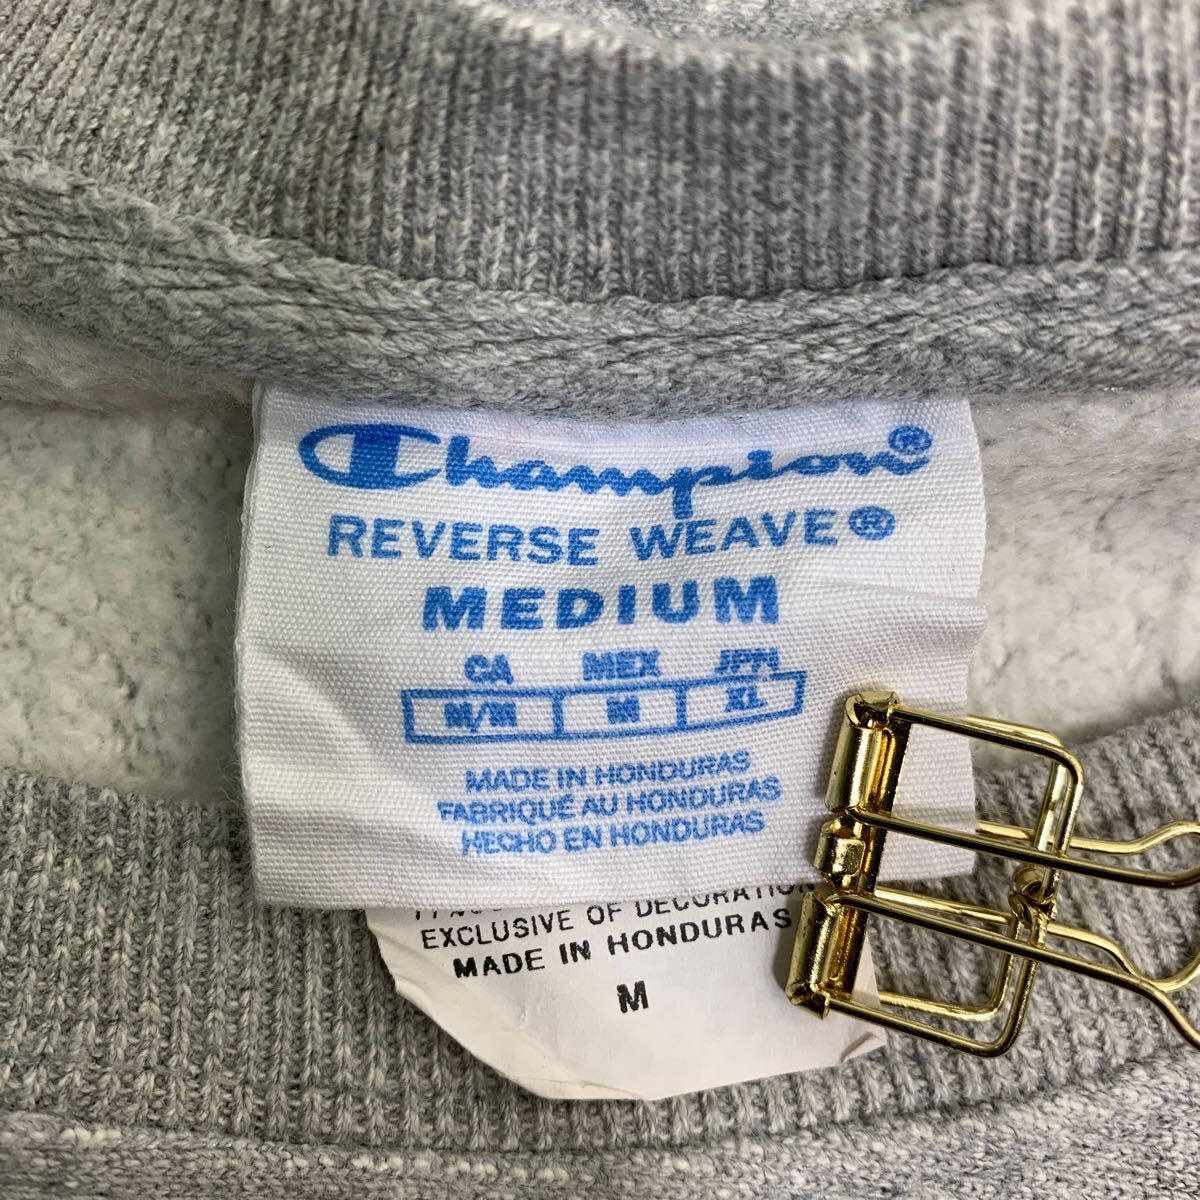 Champion®
REVERSE WEAVE®
MEDIUM
CA MEX JPN
M/M M XL
MADE IN HONDURAS
FABRIQUÉ AU HONDURAS
HECHO EN HONDURAS
EXCLUSIVE OF DECORATION
MADE IN HONDURAS
M